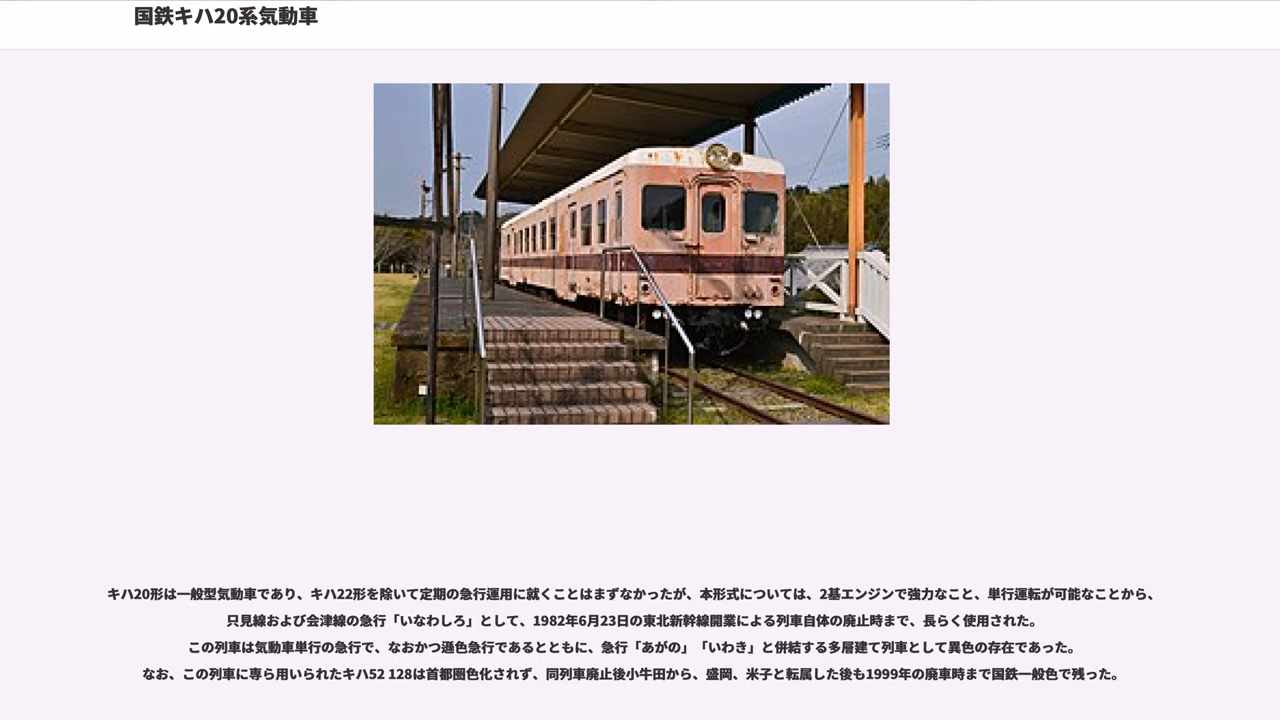 国鉄キハ20系気動車
キハ20形は一般型気動車であり、キハ22形を除いて定期の急行運用に就くことはまずなかったが、本形式については、2基エンジンで強力なこと、単行運転が可能なことから、
只見線および会津線の急行「いなわしろ」として、1982年6月23日の東北新幹線開業による列車自体の廃止時まで、長らく使用された。
この列車は気動車単行の急行で、なおかつ遜色急行であるとともに、急行「あがの」「いわき」と併結する多層建て列車として異色の存在であった。
なお、この列車に専ら用いられたキハ52 128は首都圏色化されず、同列車廃止後小牛田から、盛岡、米子と転属した後も1999年の廃車時まで国鉄一般色で残った。